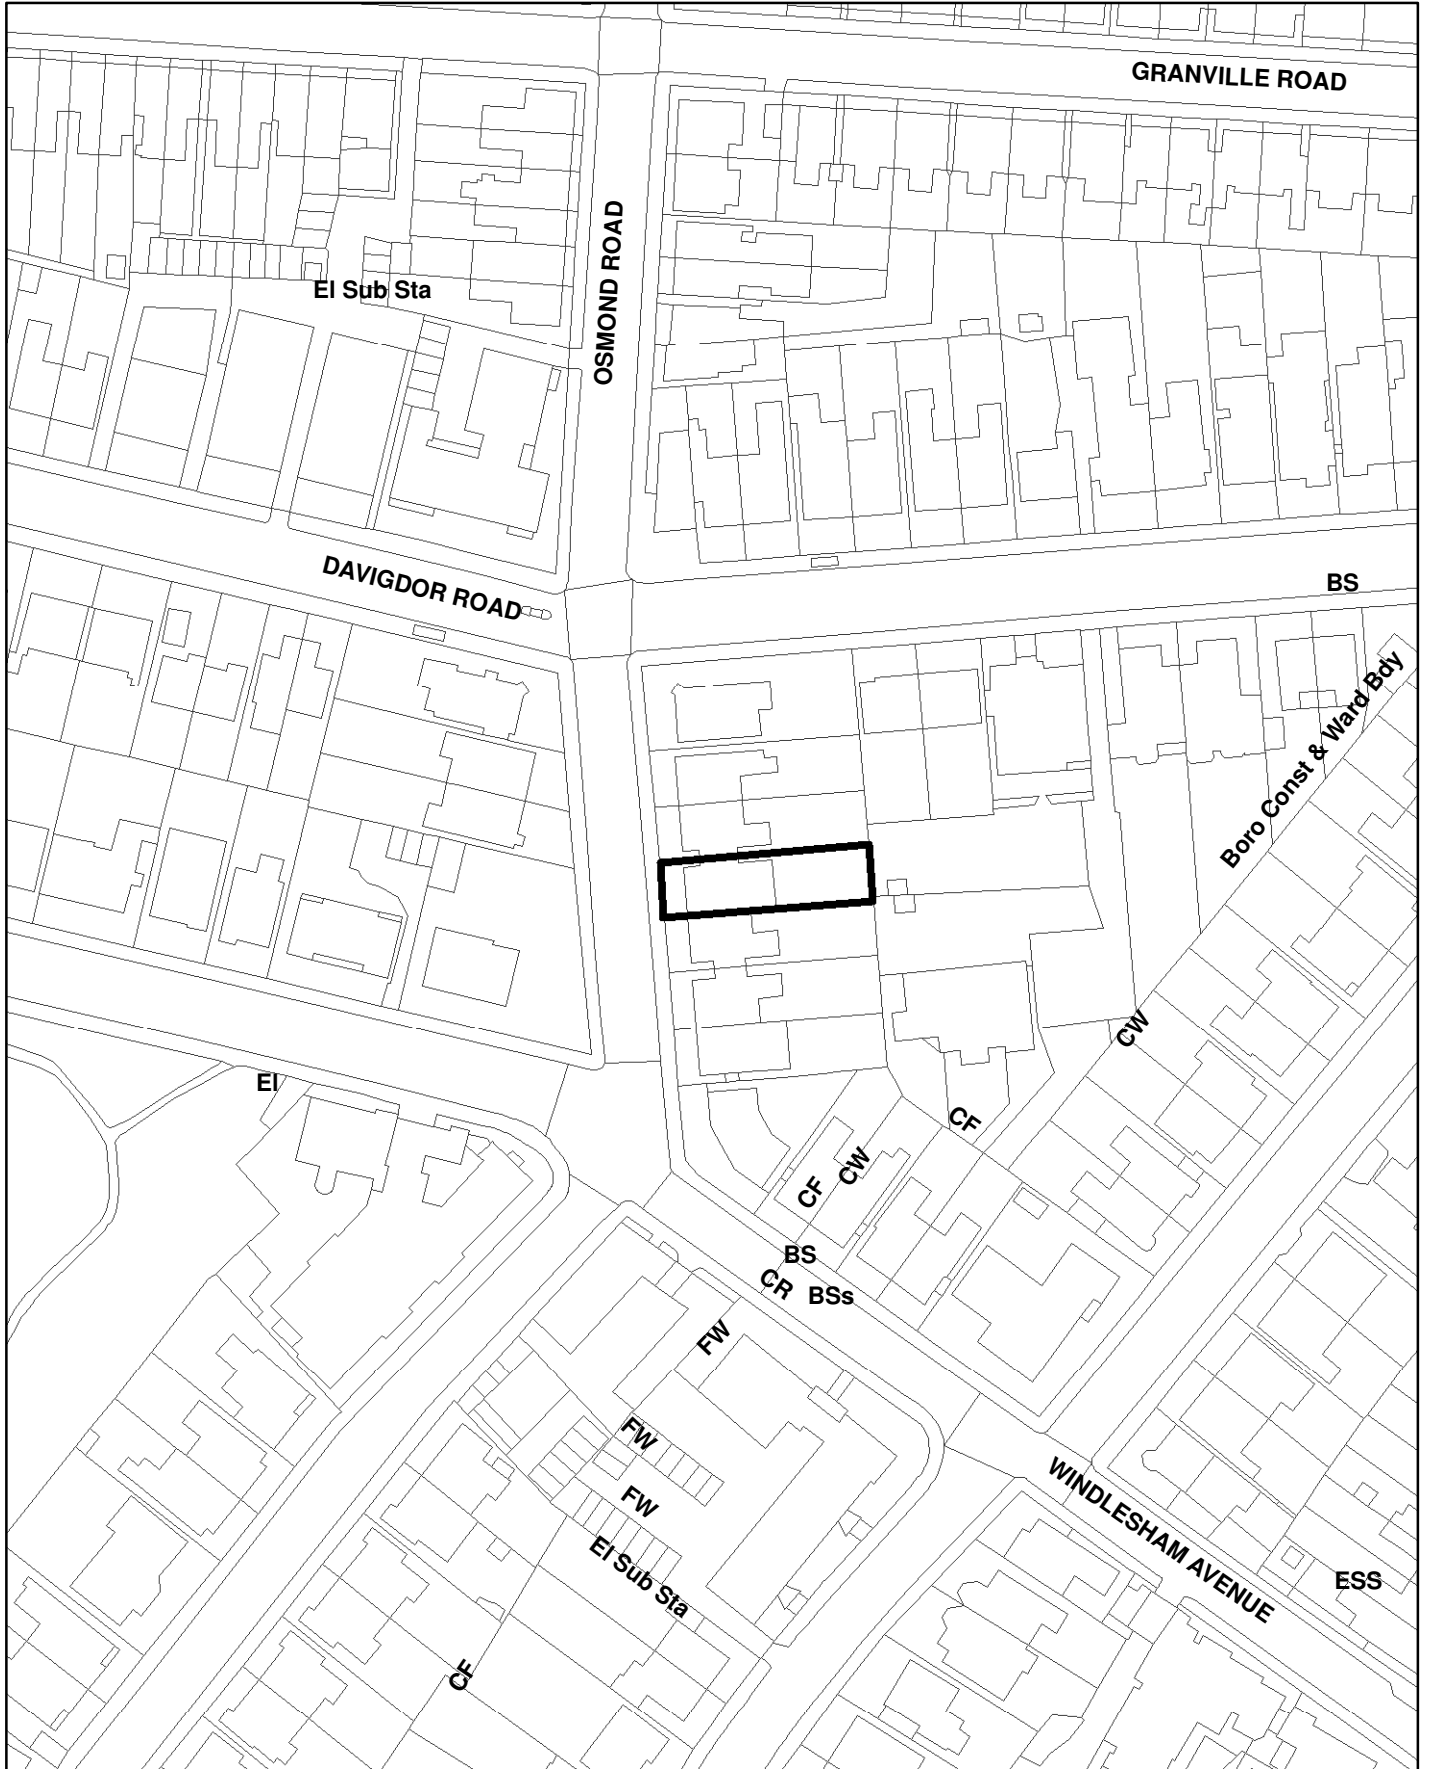 GRANVILLE ROAD
OSMOND ROAD
El Sub Sta
DAVIGDOR ROAD
BS
Boro Const & Ward Bdy
CW
El
CF
CW
CF
BS
CR
BSs
FW
FW
FW
El Sub Sta
WINDLESHAM AVENUE
ESS
CF